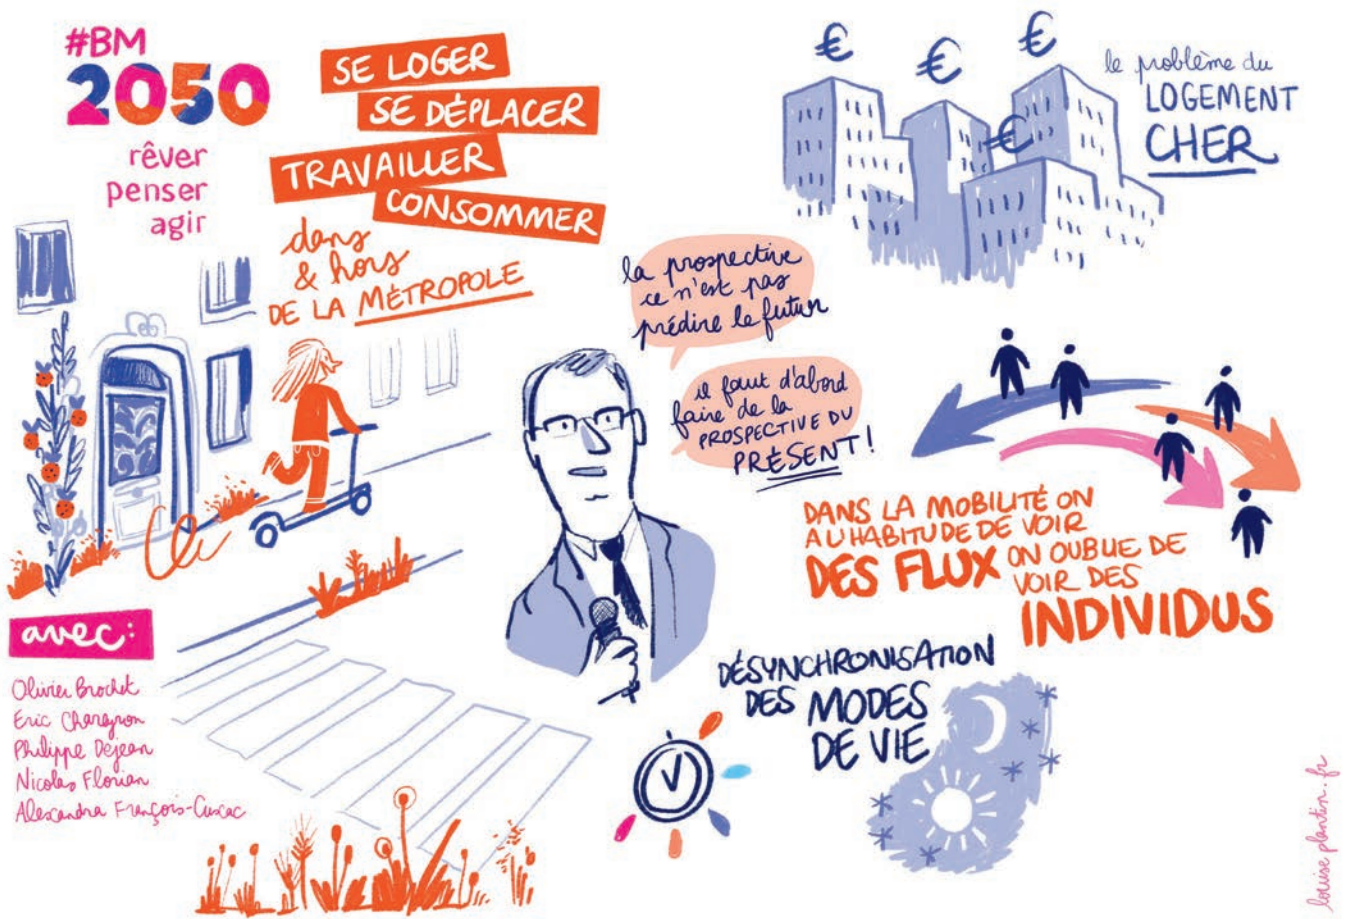 #BM
2050
rêver
penser
agir
SE LOGER
SE DÉPLACER
TRAVAILLER
CONSOMMER
dans
& hors
DE LA MÉTROPOLE
€ € €
€
le problème du
LOGEMENT
CHER
la prospective
ce n'est pas
prédire le futur
il faut d'abord
faire de la
PROSPECTIVE DU
PRÉSENT!
DANS LA MOBILITÉ ON
A L'HABITUDE DE VOIR
DES FLUX ON OUBLIE DE
VOIR DES
INDIVIDUS
DÉSYNCHRONISATION
DES MODES
DE VIE
avec:
Olivier Brochet
Eric Chareyron
Philippe Dejean
Nicolas Florian
Alexandra François-Cuxac
louise plantin.fr